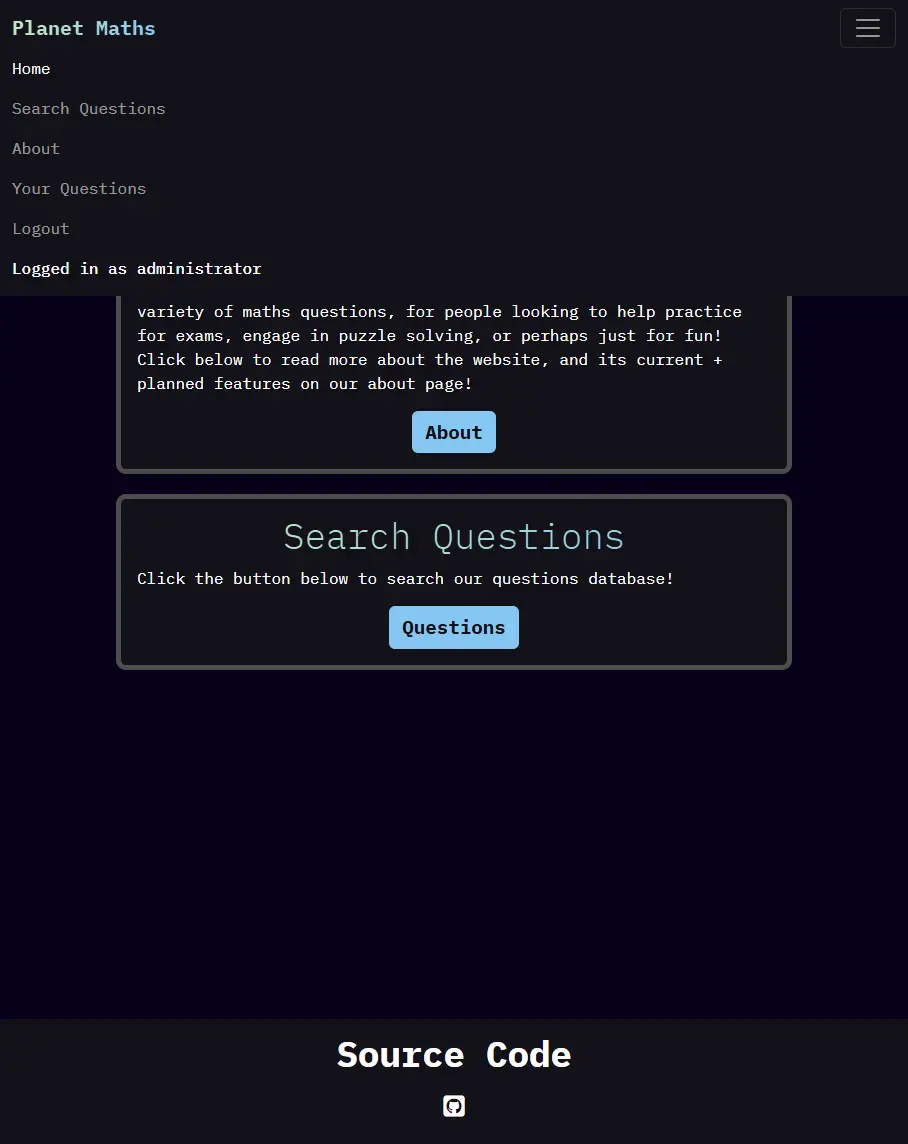 Planet Maths
Home
Search Questions
About
Your Questions
Logout
Logged in as administrator
variety of maths questions, for people looking to help practice
for exams, engage in puzzle solving, or perhaps just for fun!
Click below to read more about the website, and its current +
planned features on our about page!
About
Search Questions
Click the button below to search our questions database!
Questions
Source Code